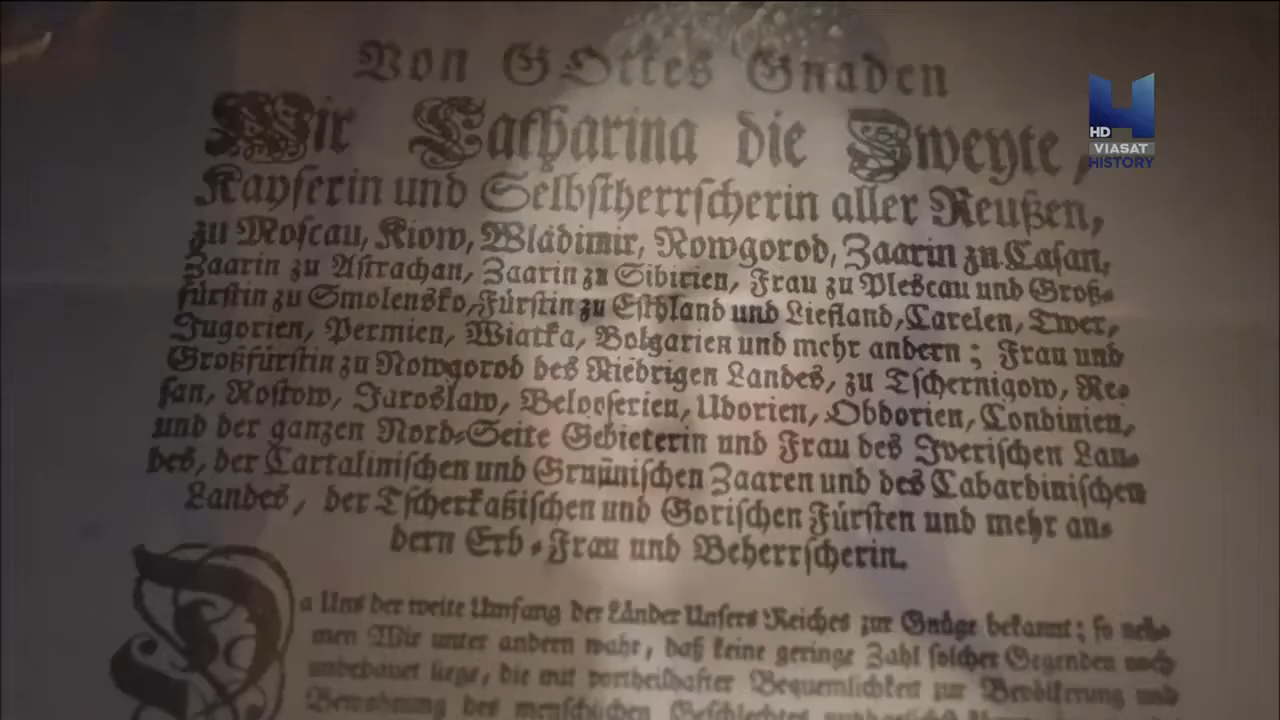 Von GOttes Gnaden
Wir Catharina die Zweyte,
Kayserin und Selbstherrscherin aller Reußen,
zu Moscau, Kiow, Wladimir, Nowgorod, Zaarin zu Casan,
Zaarin zu Astrachan, Zaarin zu Sibirien, Frau zu Plescau und Groß-
fürstin zu Smolensko, Fürstin zu Esthland und Liefland, Carelen, Twer,
Jugorien, Permien, Wiatka, Bolgarien und mehr andern; Frau und
Großfürstin zu Nowgorod des Niedrigen Landes, zu Tschernigow, Re-
san, Rostow, Jaroslaw, Belooserien, Udorien, Obdorien, Condinien,
und der ganzen Nord-Seite Gebieterin und Frau des Iverischen Lan-
des, der Cartalinischen und Grusinischen Zaaren und des Cabardinischen
Landes, der Tscherkaßischen und Gorischen Fürsten und mehr an-
dern Erb-Frau und Beherrscherin.
Da Uns der weite Umfang der Länder Unsers Reiches zur Gnüge bekannt; so neh-
men Wir unter andern wahr, daß keine geringe Zahl solcher Gegenden noch
unbebauet liege, die mit vortheilhafter Bequemlichkeit zur Bevölkerung und
Bewohnung des menschlichen Geschlechtes
HD
VIASAT
HISTORY